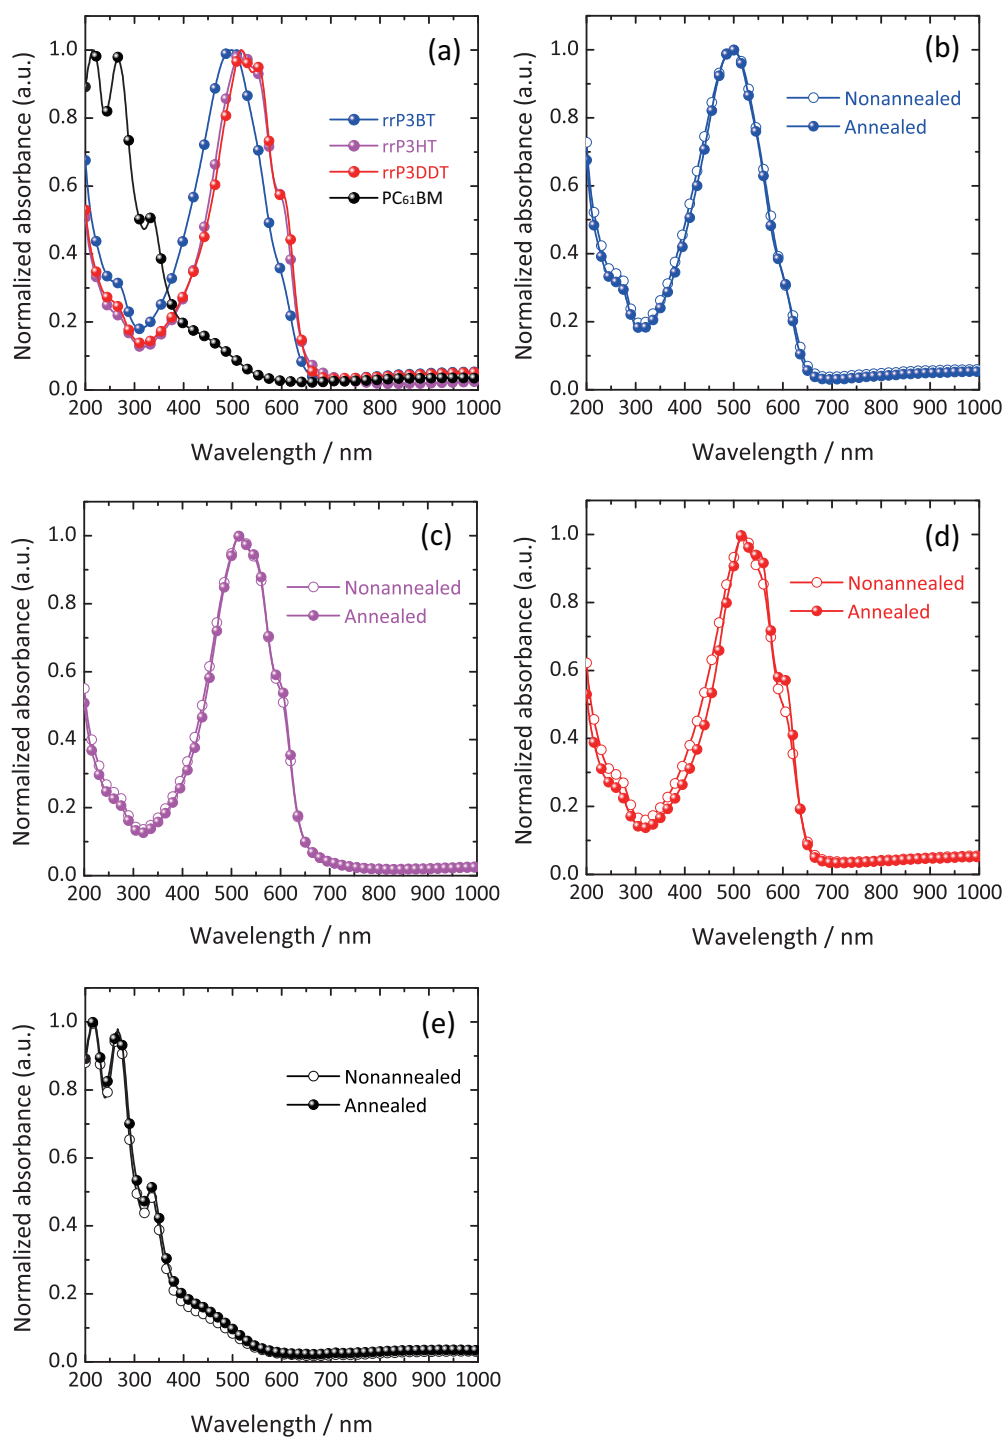 (a)
Normalized absorbance (a.u.)
1.0
0.8
0.6
0.4
0.2
0.0
rrP3BT
rrP3HT
rrP3DDT
PC₆₁BM
200 300 400 500 600 700 800 900 1000
Wavelength / nm
(b)
Normalized absorbance (a.u.)
1.0
0.8
0.6
0.4
0.2
0.0
Nonannealed
Annealed
200 300 400 500 600 700 800 900 1000
Wavelength / nm
(c)
Normalized absorbance (a.u.)
1.0
0.8
0.6
0.4
0.2
0.0
Nonannealed
Annealed
200 300 400 500 600 700 800 900 1000
Wavelength / nm
(d)
Normalized absorbance (a.u.)
1.0
0.8
0.6
0.4
0.2
0.0
Nonannealed
Annealed
200 300 400 500 600 700 800 900 1000
Wavelength / nm
(e)
Normalized absorbance (a.u.)
1.0
0.8
0.6
0.4
0.2
0.0
Nonannealed
Annealed
200 300 400 500 600 700 800 900 1000
Wavelength / nm